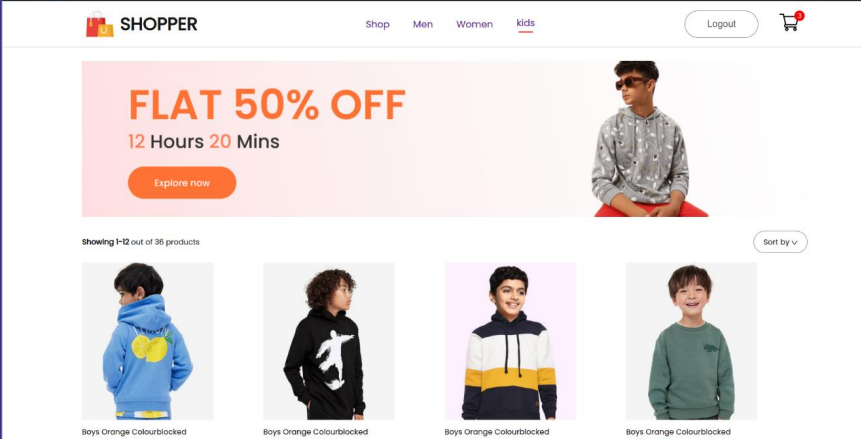 SHOPPER
Shop Men Women kids
Logout
3
FLAT 50% OFF
12 Hours 20 Mins
Explore now
Showing 1-12 out of 36 products
Sort by
Boys Orange Colourblocked
Boys Orange Colourblocked
Boys Orange Colourblocked
Boys Orange Colourblocked